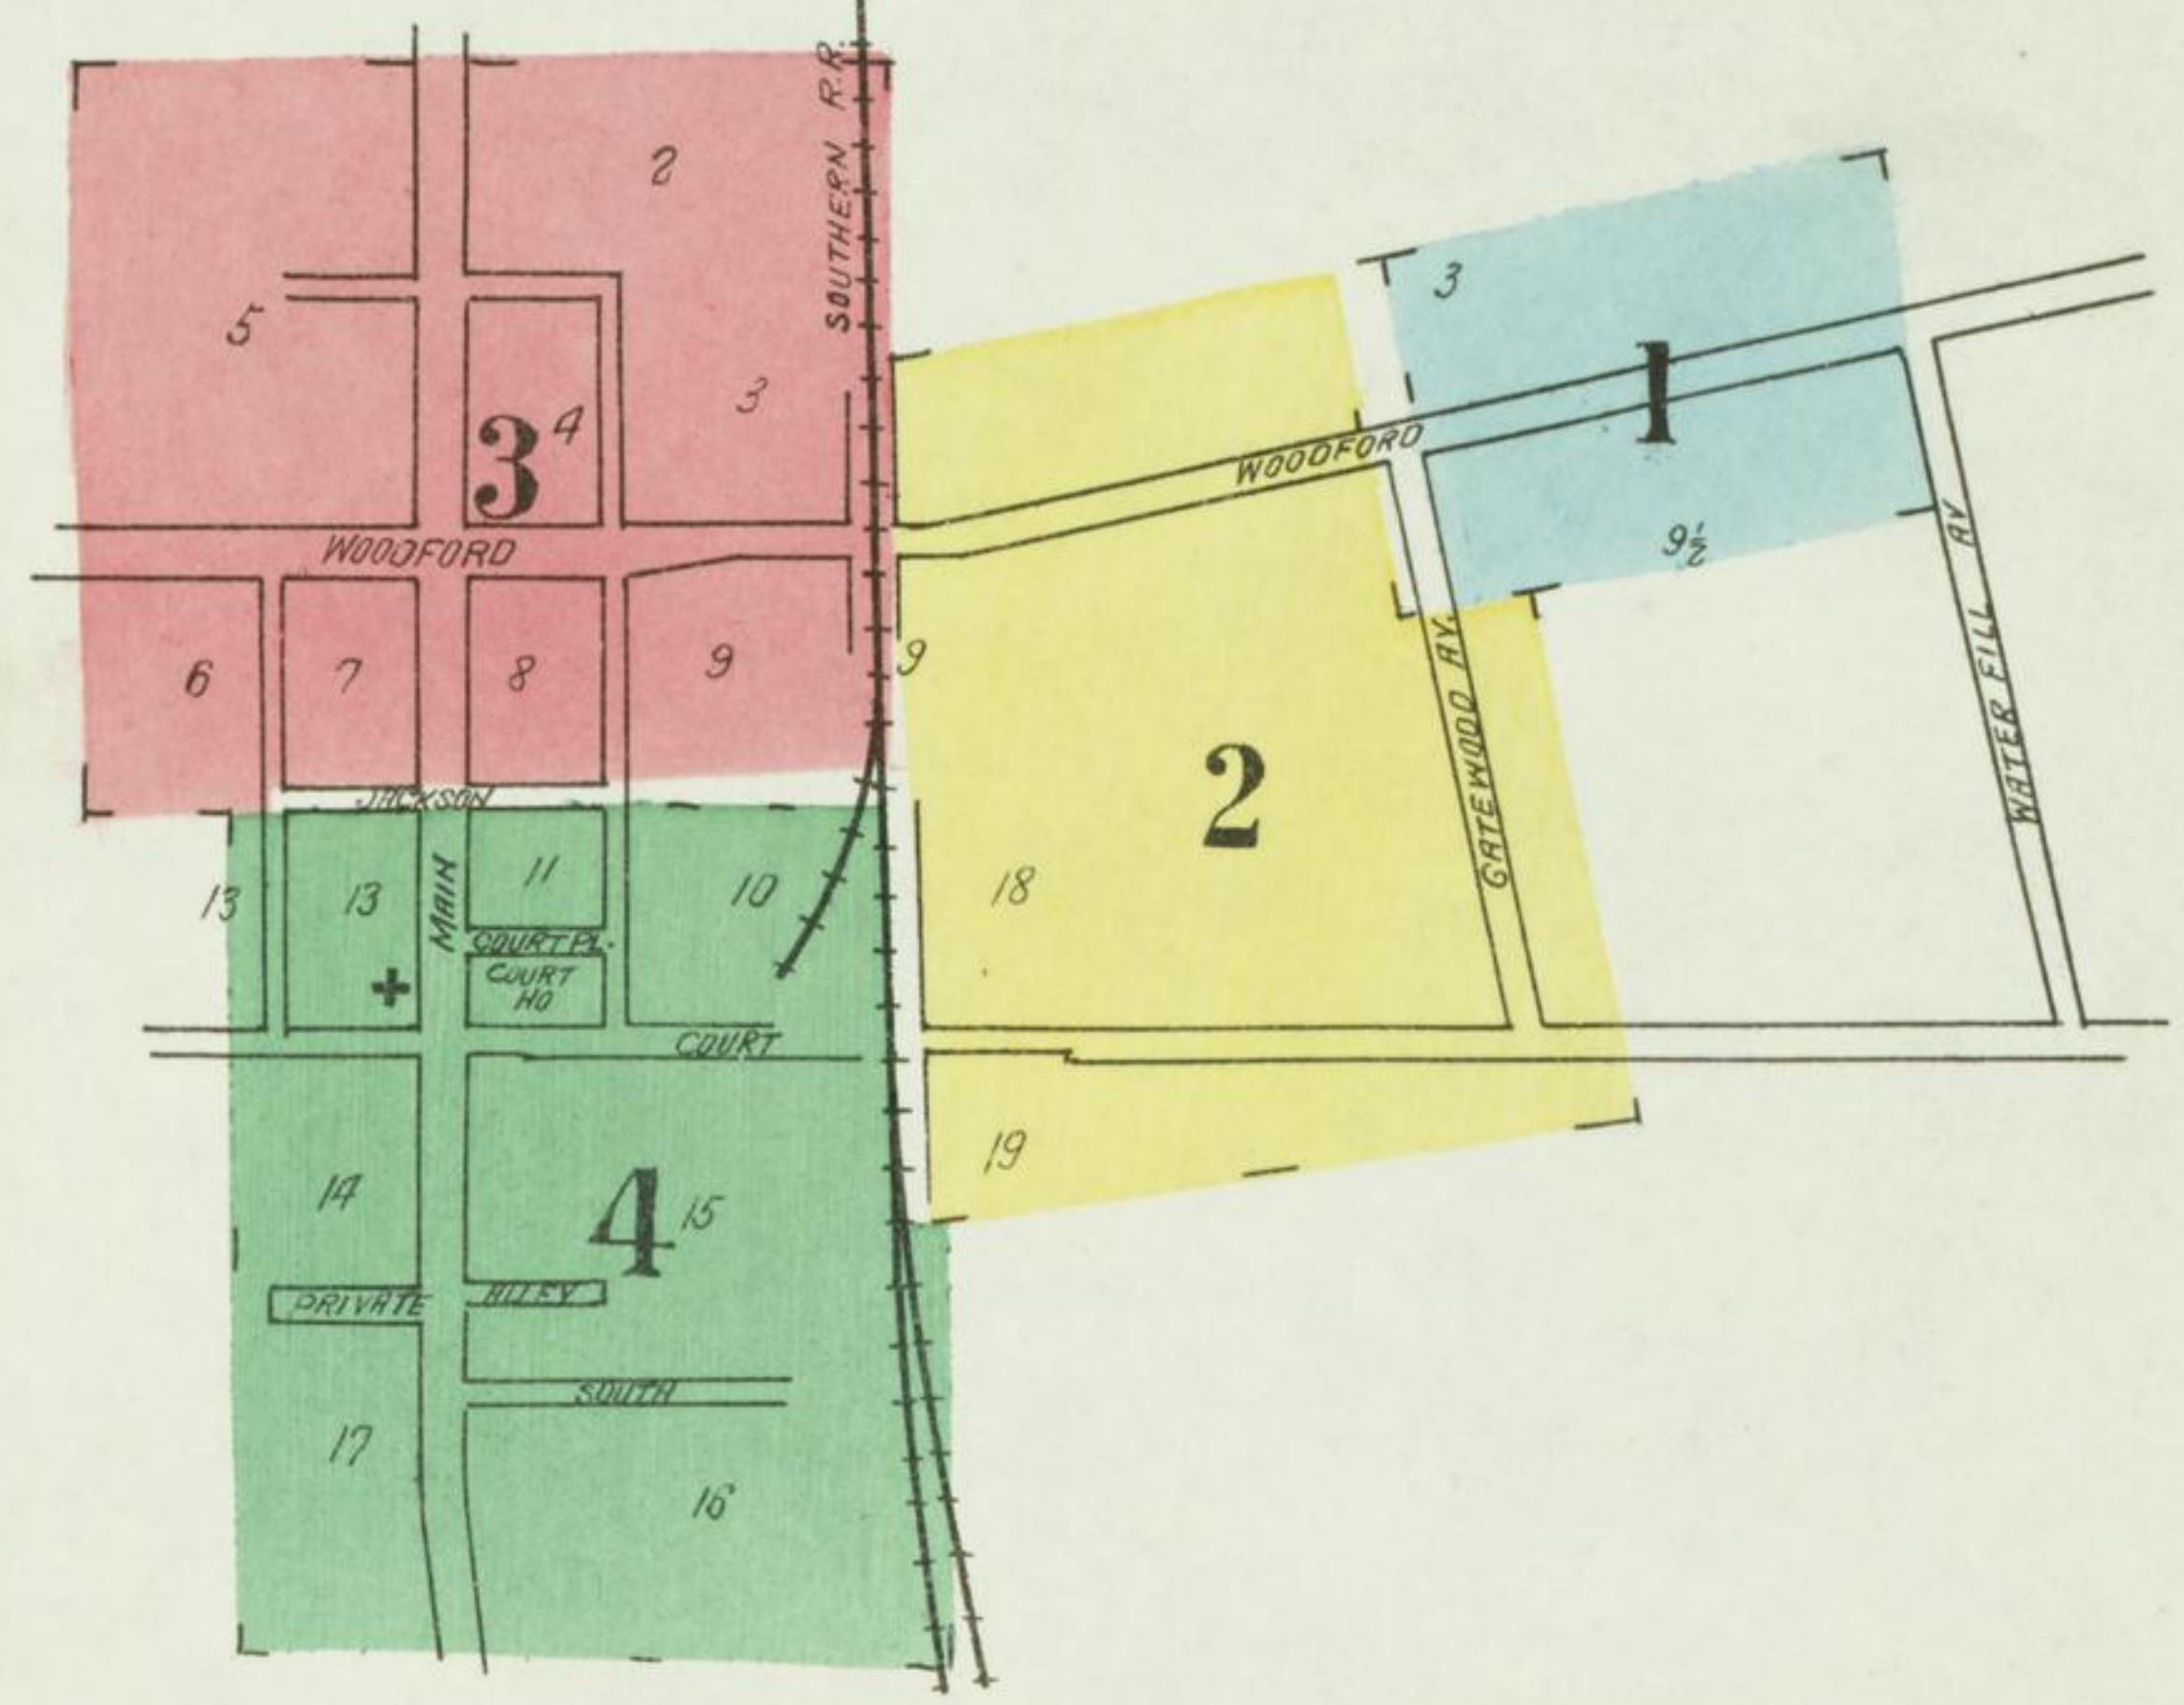 SOUTHERN R.R.
2
3
5
1
3
4
3
WOODFORD
WOODFORD
9½
WATER FILL AV
6
7
8
9
9
GATEWOOD AV.
2
JACKSON
13
13
MAIN
11
10
18
COURT PL.
COURT
HO
+
COURT
19
14
4
15
PRIVATE ALLEY
SOUTH
17
16